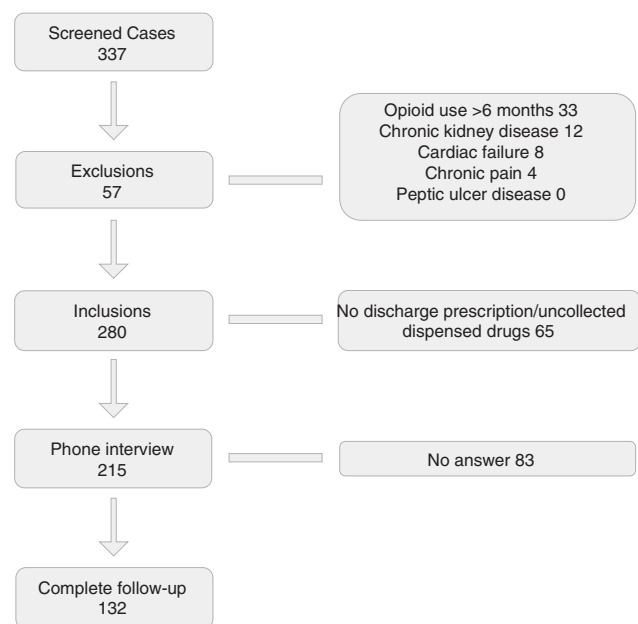 Screened Cases
337
Opioid use >6 months 33
Chronic kidney disease 12
Cardiac failure 8
Chronic pain 4
Peptic ulcer disease 0
Exclusions
57
Inclusions
280
No discharge prescription/uncollected
dispensed drugs 65
Phone interview
215
No answer 83
Complete follow-up
132